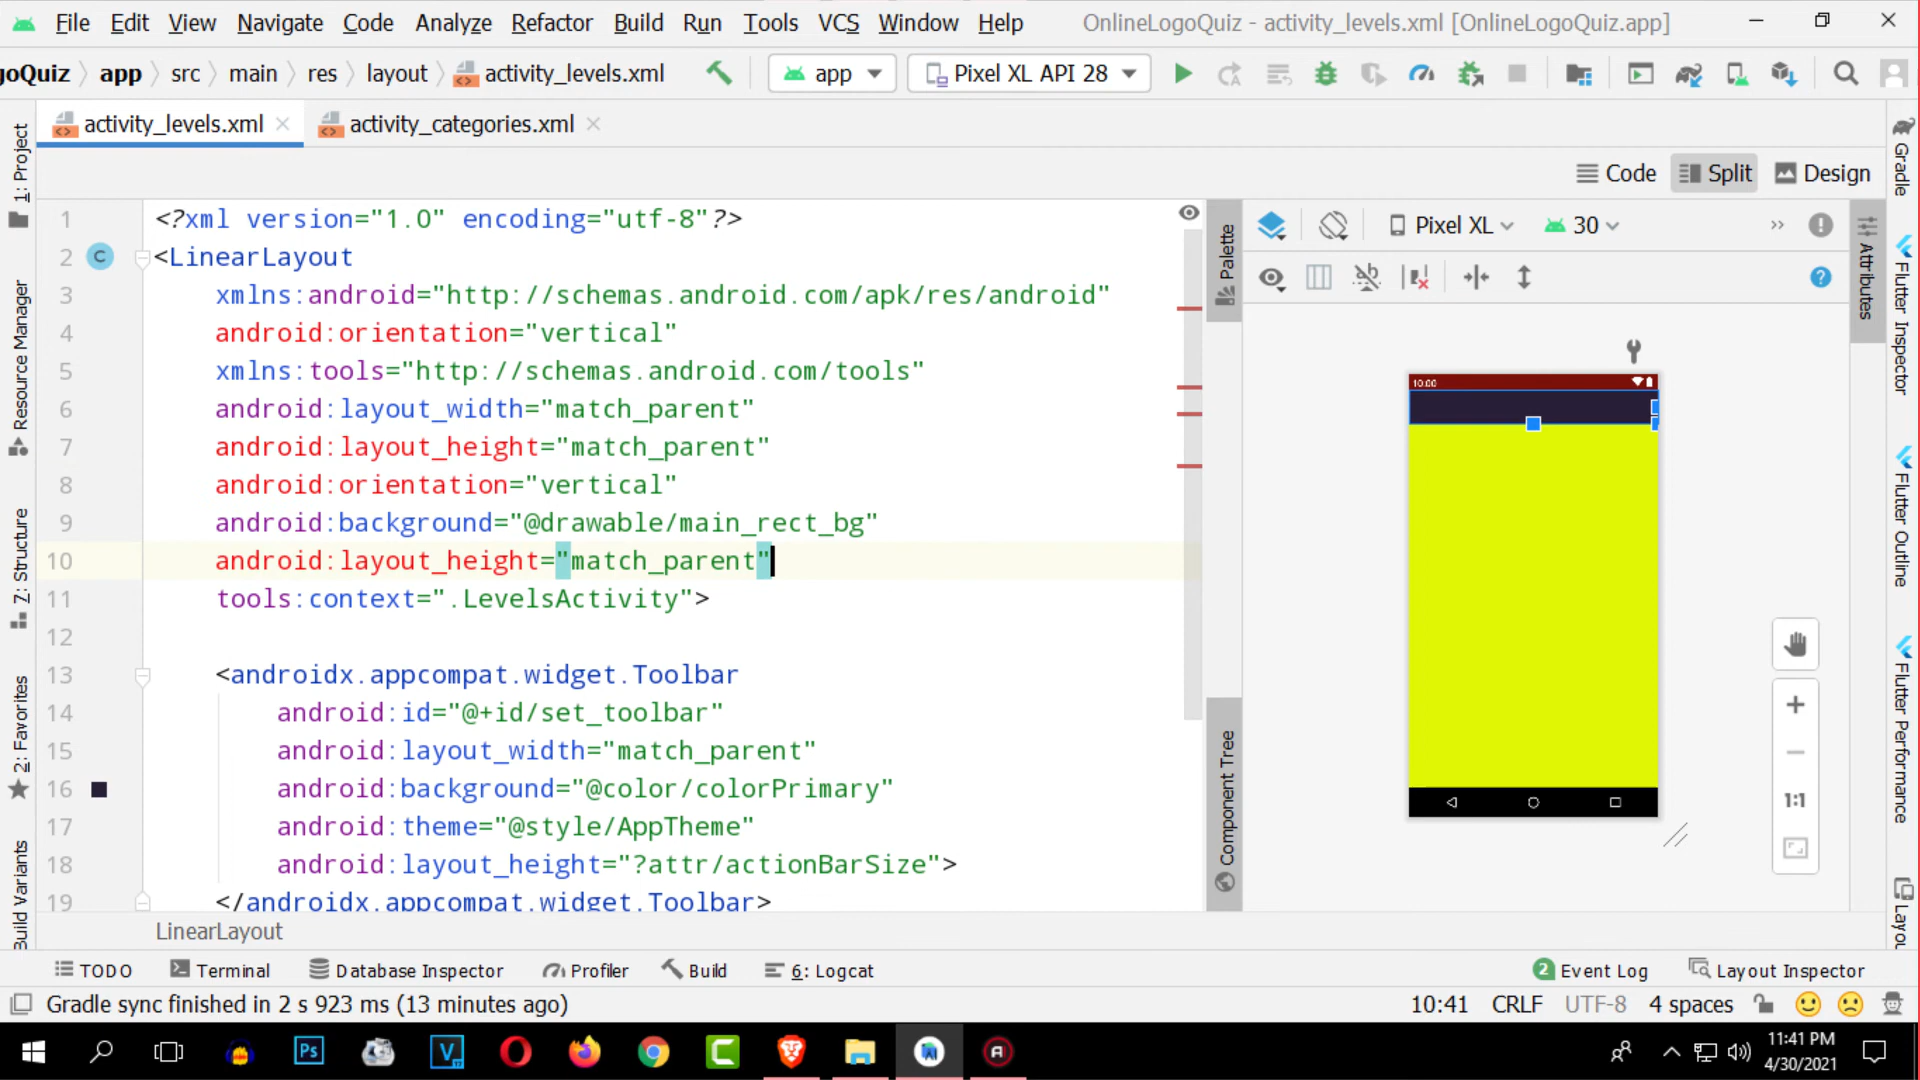 File Edit View Navigate Code Analyze Refactor Build Run Tools VCS Window Help OnlineLogoQuiz - activity_levels.xml [OnlineLogoQuiz.app]
goQuiz app src main res layout activity_levels.xml app Pixel XL API 28
activity_levels.xml activity_categories.xml
Code Split Design
1 <?xml version="1.0" encoding="utf-8"?>
2 <LinearLayout
3 xmlns:android="http://schemas.android.com/apk/res/android"
4 android:orientation="vertical"
5 xmlns:tools="http://schemas.android.com/tools"
6 android:layout_width="match_parent"
7 android:layout_height="match_parent"
8 android:orientation="vertical"
9 android:background="@drawable/main_rect_bg"
10 android:layout_height="match_parent"
11 tools:context=".LevelsActivity">
12
13 <androidx.appcompat.widget.Toolbar
14 android:id="@+id/set_toolbar"
15 android:layout_width="match_parent"
16 android:background="@color/colorPrimary"
17 android:theme="@style/AppTheme"
18 android:layout_height="?attr/actionBarSize">
19 </androidx.appcompat.widget.Toolbar>
LinearLayout
1: Project
Resource Manager
Z: Structure
2: Favorites
Build Variants
Palette
Component Tree
Pixel XL 30
10:00
1:1
Attributes
Gradle
Flutter Inspector
Flutter Outline
Flutter Performance
Layou
TODO Terminal Database Inspector Profiler Build 6: Logcat 2 Event Log Layout Inspector
Gradle sync finished in 2 s 923 ms (13 minutes ago) 10:41 CRLF UTF-8 4 spaces
Ps V C A
11:41 PM
4/30/2021